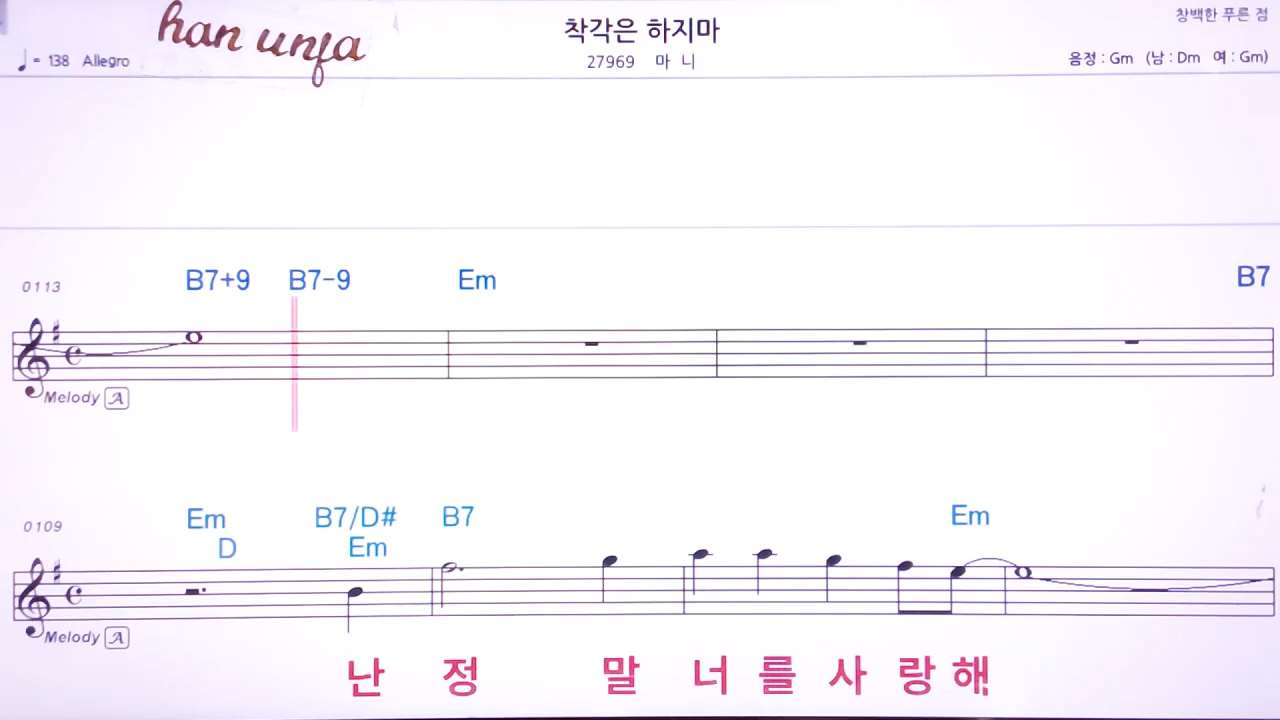 han unfa
착각은 하지마
창백한 푸른 점
♩= 138 Allegro
27969 마 니
음정 : Gm (남 : Dm 여 : Gm)
0113
B7+9 B7-9 Em B7
Melody A
0109
Em B7/D# B7 Em
D Em
Melody A
난 정 말 너 를 사 랑 해